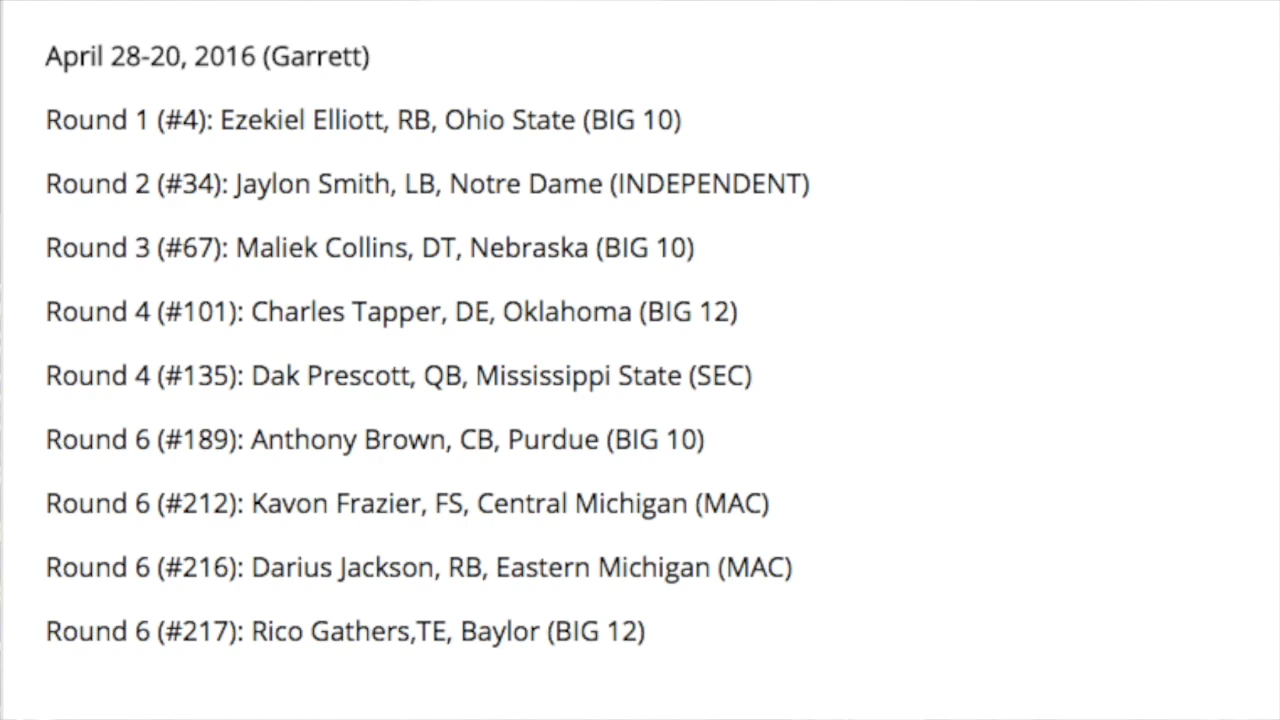 April 28-20, 2016 (Garrett)
Round 1 (#4): Ezekiel Elliott, RB, Ohio State (BIG 10)
Round 2 (#34): Jaylon Smith, LB, Notre Dame (INDEPENDENT)
Round 3 (#67): Maliek Collins, DT, Nebraska (BIG 10)
Round 4 (#101): Charles Tapper, DE, Oklahoma (BIG 12)
Round 4 (#135): Dak Prescott, QB, Mississippi State (SEC)
Round 6 (#189): Anthony Brown, CB, Purdue (BIG 10)
Round 6 (#212): Kavon Frazier, FS, Central Michigan (MAC)
Round 6 (#216): Darius Jackson, RB, Eastern Michigan (MAC)
Round 6 (#217): Rico Gathers,TE, Baylor (BIG 12)